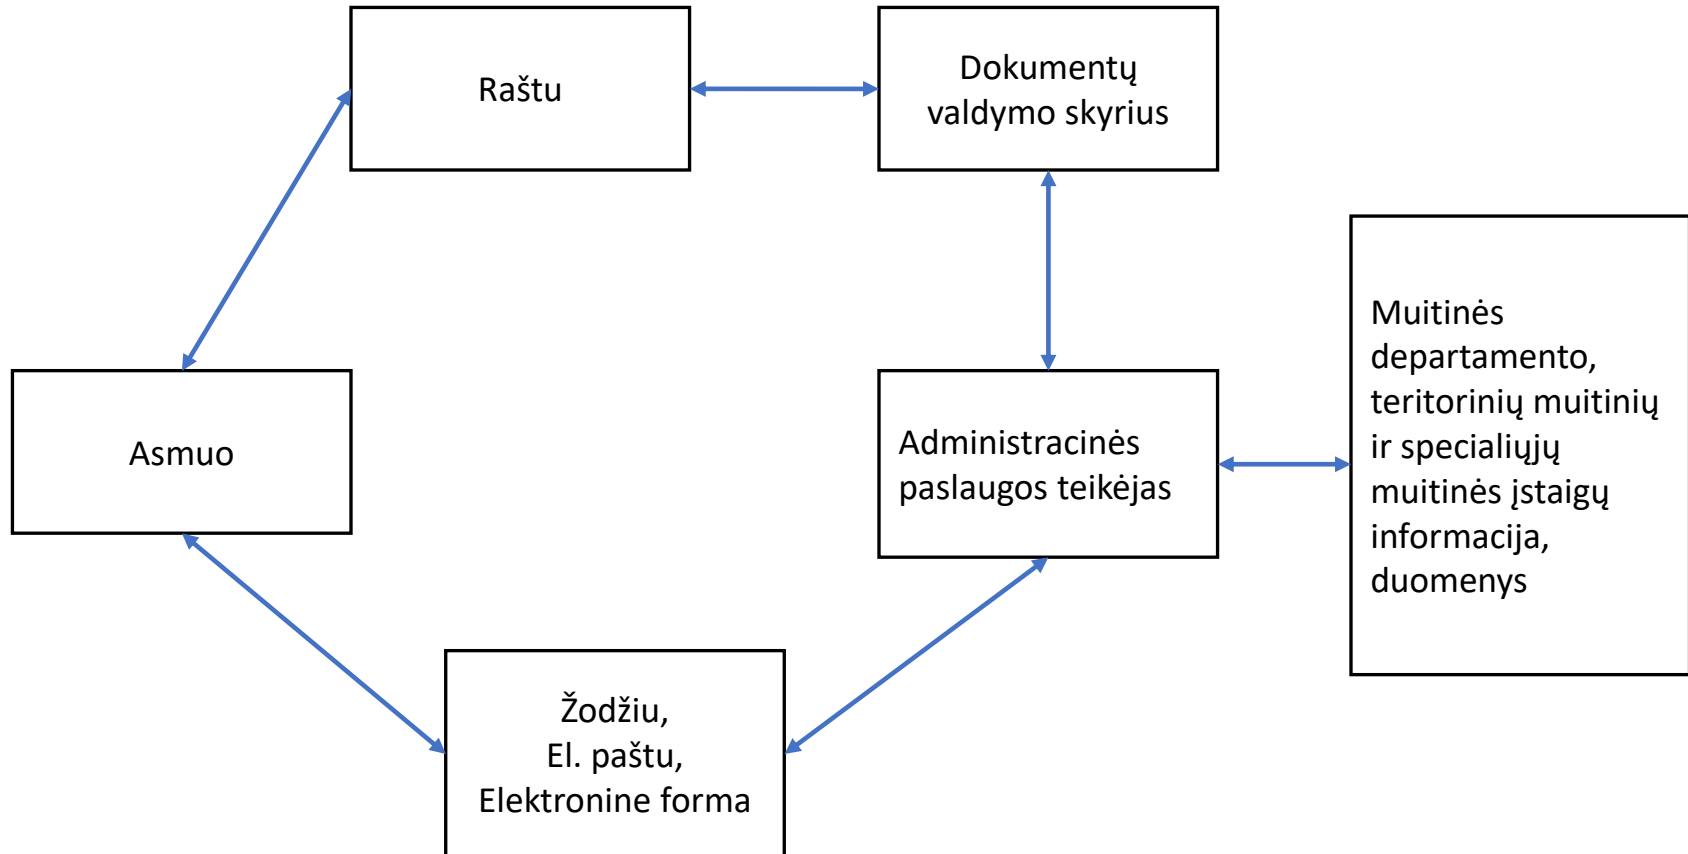 Raštu
Dokumentų
valdymo skyrius
Asmuo
Administracinės
paslaugos teikėjas
Muitinės
departamento,
teritorinių muitinių
ir specialiųjų
muitinės įstaigų
informacija,
duomenys
Žodžiu,
El. paštu,
Elektronine forma